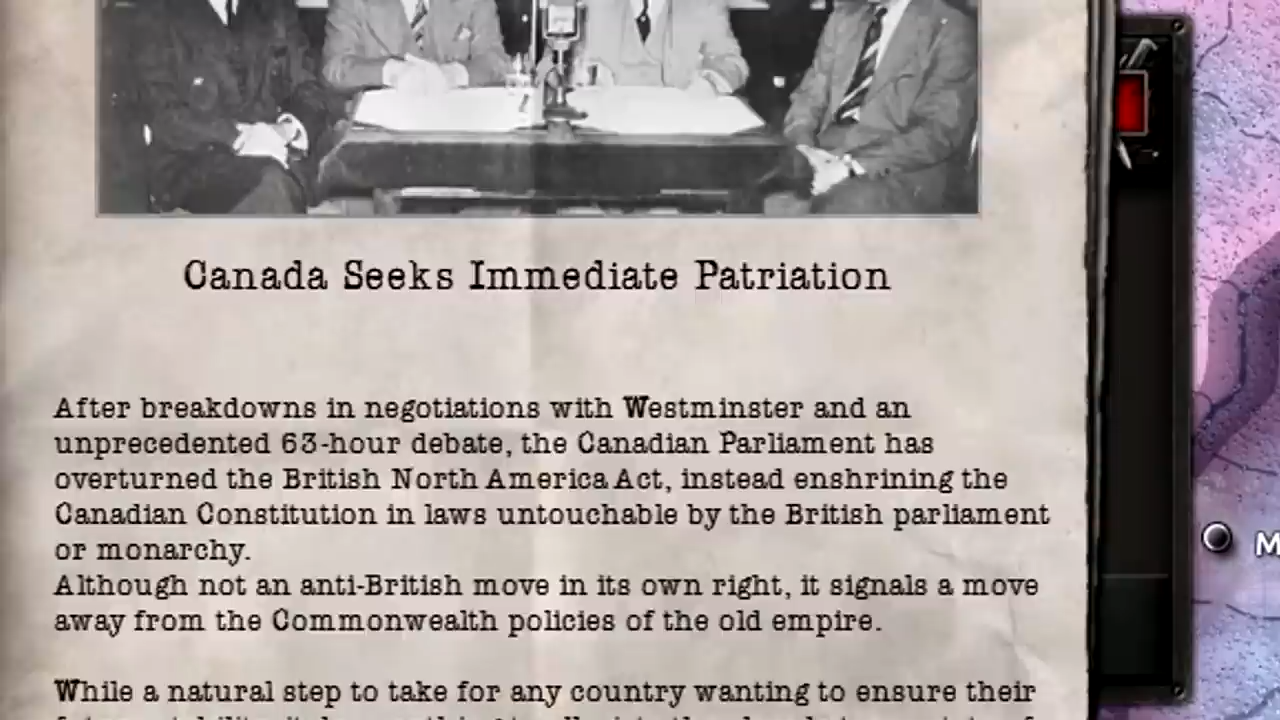 Canada Seeks Immediate Patriation
After breakdowns in negotiations with Westminster and an
unprecedented 63-hour debate, the Canadian Parliament has
overturned the British North America Act, instead enshrining the
Canadian Constitution in laws untouchable by the British parliament
or monarchy.
Although not an anti-British move in its own right, it signals a move
away from the Commonwealth policies of the old empire.
While a natural step to take for any country wanting to ensure their
M